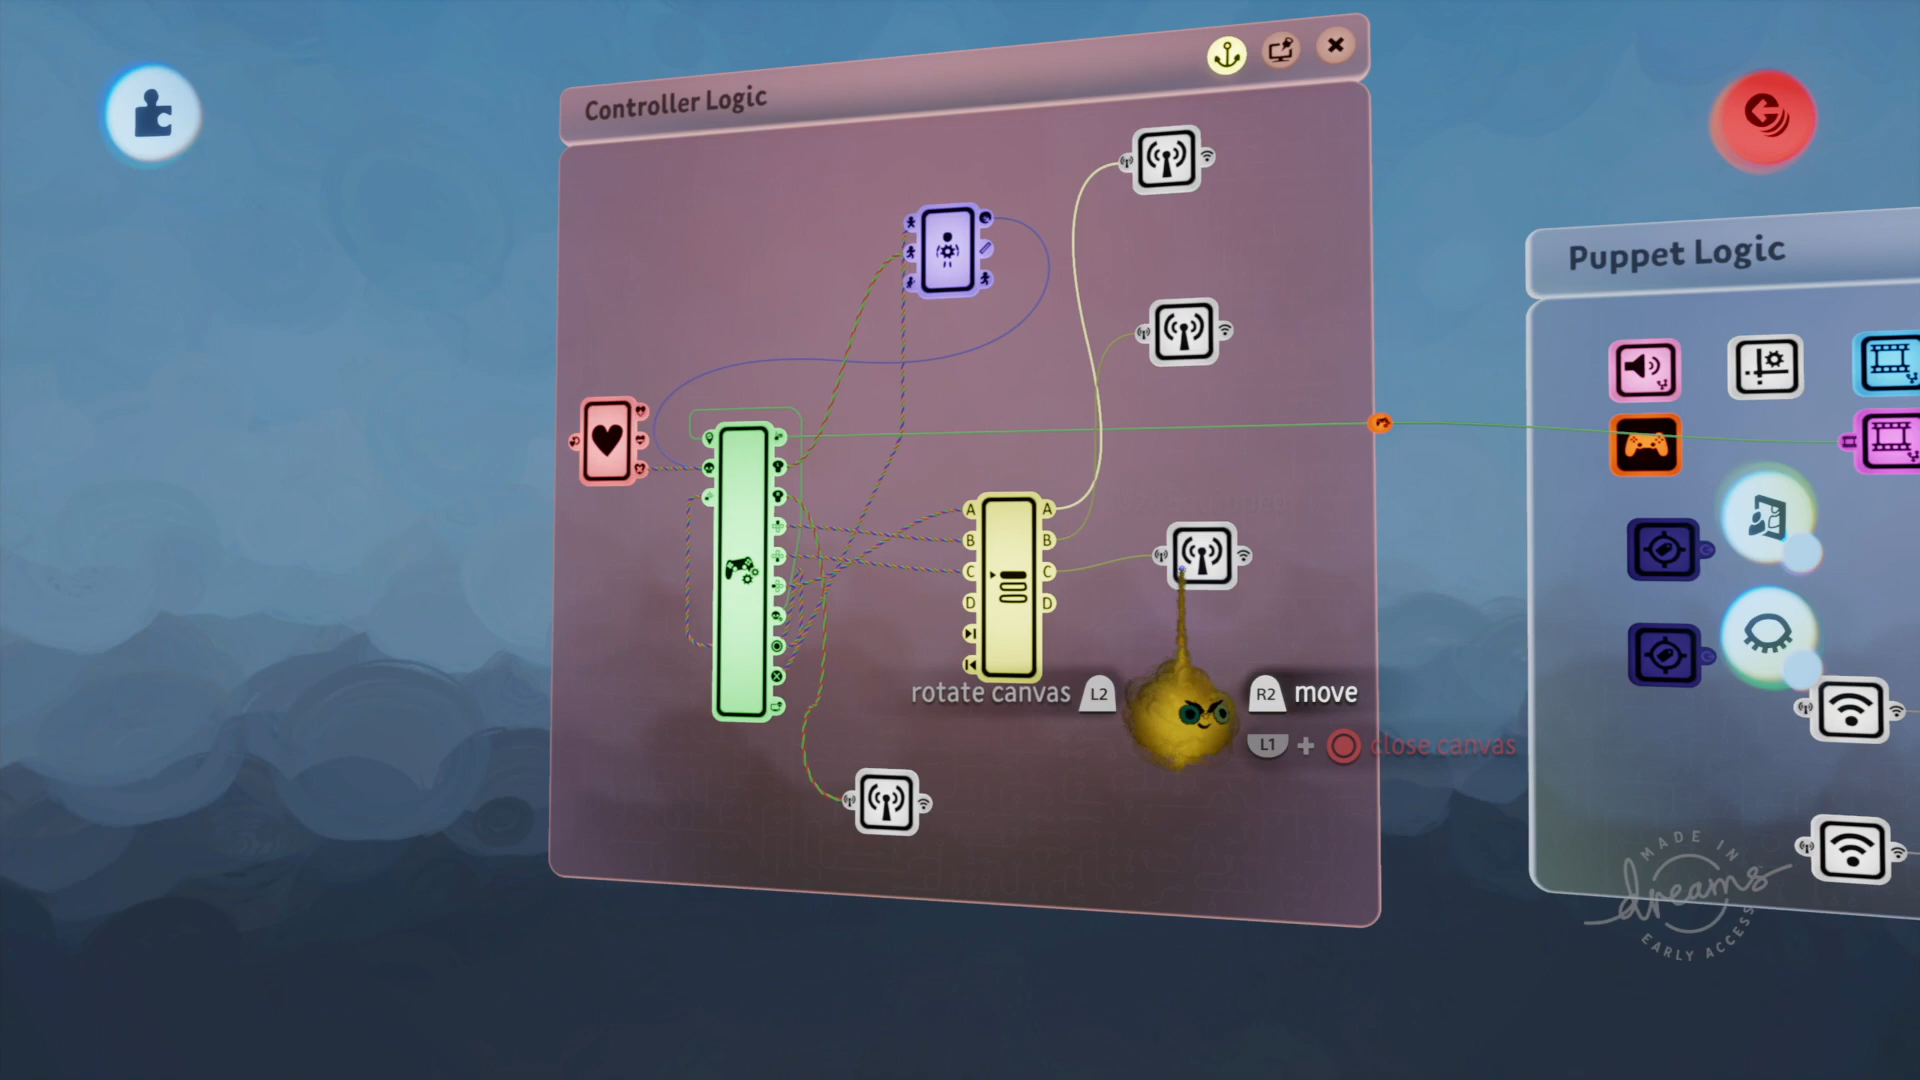 Controller Logic
Puppet Logic
A A
B B
C C
D D
rotate canvas L2
R2 move
L1 + close canvas
MADE IN
dreams
EARLY ACCESS